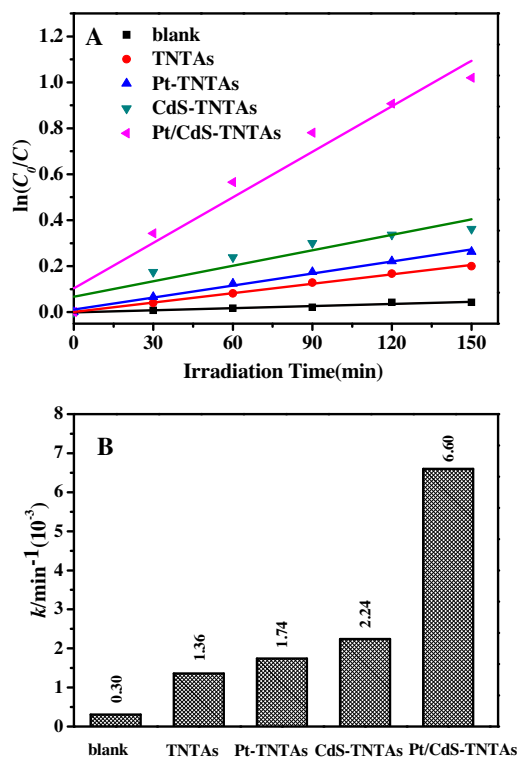 A
blank
TNTAs
Pt-TNTAs
CdS-TNTAs
Pt/CdS-TNTAs
ln(C₀/C)
1.2
1.0
0.8
0.6
0.4
0.2
0.0
0 30 60 90 120 150
Irradiation Time(min)
B
k/min⁻¹(10⁻³)
8
7
6
5
4
3
2
1
0
0.30
1.36
1.74
2.24
6.60
blank TNTAs Pt-TNTAs CdS-TNTAs Pt/CdS-TNTAs